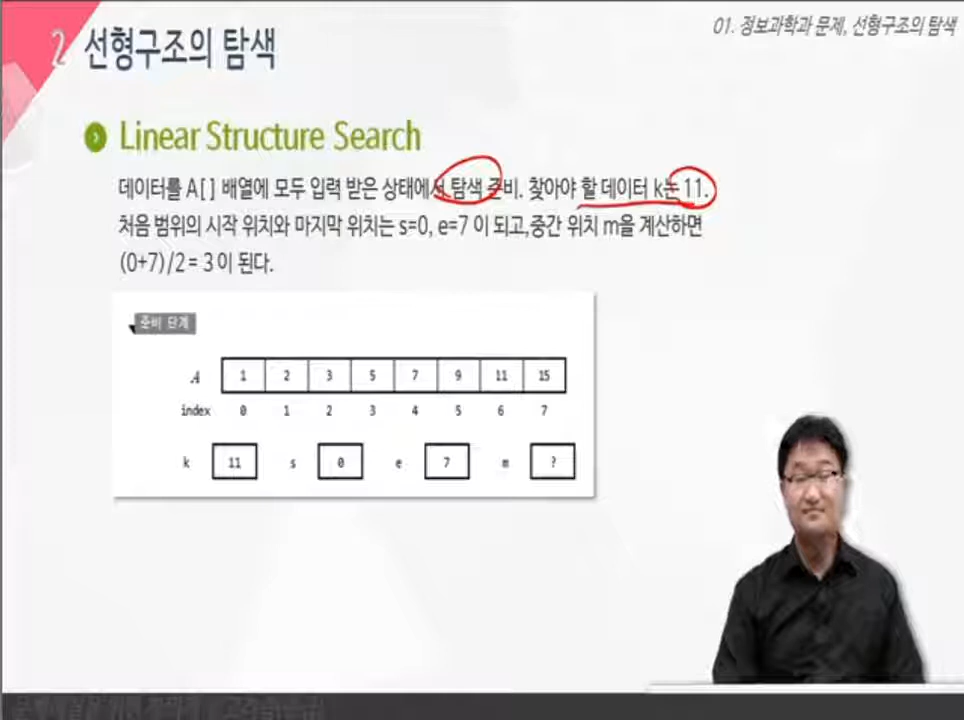 01. 정보과학과 문제, 선형구조의 탐색
2 선형구조의 탐색
Linear Structure Search
데이터를 A[ ] 배열에 모두 입력 받은 상태에서 탐색 준비. 찾아야 할 데이터 k는 11.
처음 범위의 시작 위치와 마지막 위치는 s=0, e=7 이 되고,중간 위치 m을 계산하면
(0+7)/2 = 3 이 된다.
준비 단계
A 1 2 3 5 7 9 11 15
index 0 1 2 3 4 5 6 7
k 11 s 0 e 7 m ?